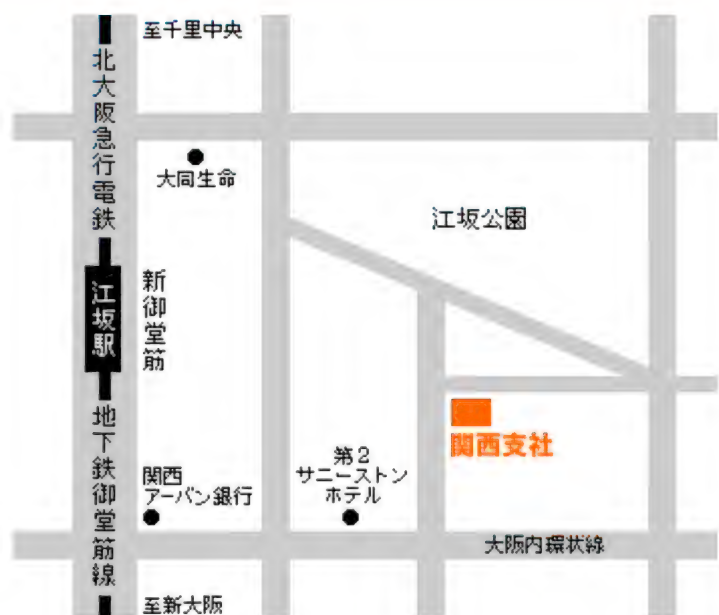 至千里中央
北大阪急行電鉄
大同生命
江坂公園
江坂駅
新御堂筋
地下鉄御堂筋線
関西支社
第2
サニーストン
ホテル
関西
アーバン銀行
大阪内環状線
至新大阪